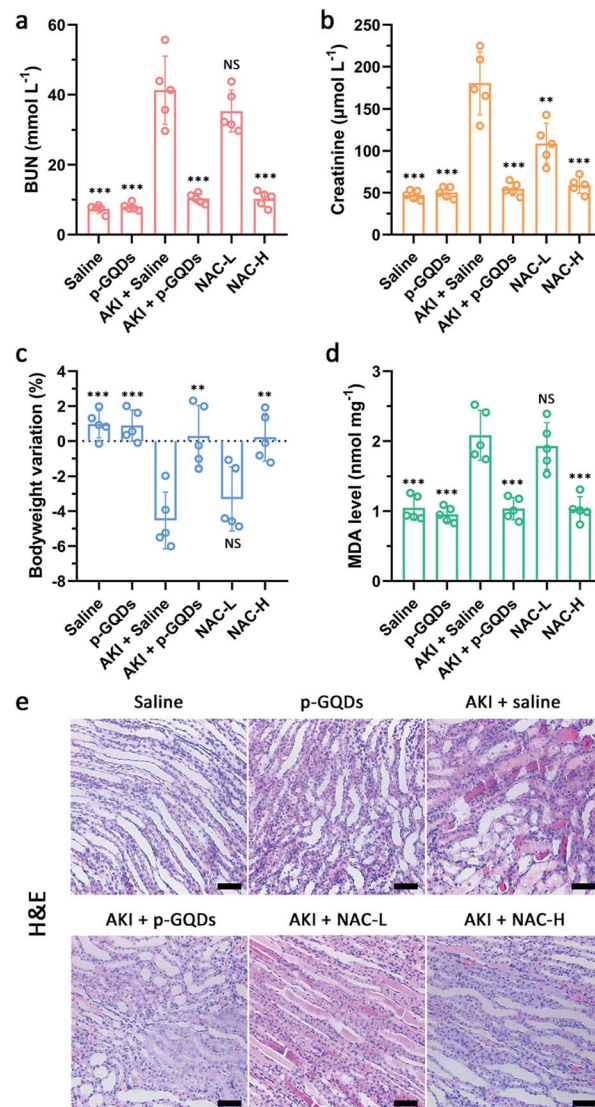 a
BUN (mmol L⁻¹)
60
40
20
0
***
***
***
NS
***
Saline
p-GQDs
AKI + Saline
AKI + p-GQDs
NAC-L
NAC-H
b
Creatinine (μmol L⁻¹)
250
200
150
100
50
0
***
***
***
**
***
Saline
p-GQDs
AKI + Saline
AKI + p-GQDs
NAC-L
NAC-H
c
Bodyweight variation (%)
4
2
0
-2
-4
-6
-8
***
***
**
NS
**
Saline
p-GQDs
AKI + Saline
AKI + p-GQDs
NAC-L
NAC-H
d
MDA level (nmol mg⁻¹)
3
2
1
0
***
***
***
NS
***
Saline
p-GQDs
AKI + Saline
AKI + p-GQDs
NAC-L
NAC-H
e
H&E
Saline
p-GQDs
AKI + saline
AKI + p-GQDs
AKI + NAC-L
AKI + NAC-H